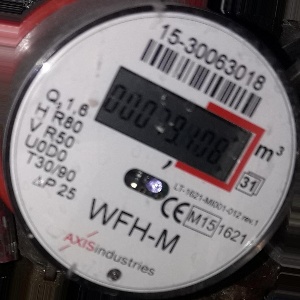 15-30063018
m³
Q₃ 1,6
H R80
V R50
U0D0
T30/90
ΔP 25
LT-1621-MI001-012 rev.1
31
CE M15 1621
WFH-M
AXISindustries